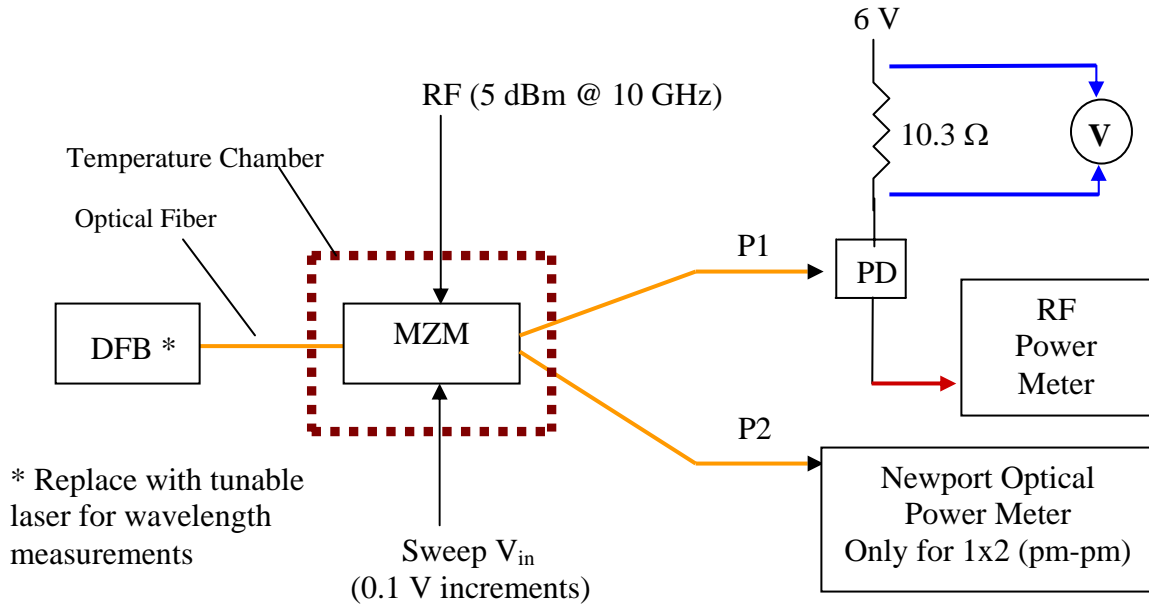 6 V
RF (5 dBm @ 10 GHz)
10.3 Ω
V
Temperature Chamber
Optical Fiber
P1
PD
DFB *
MZM
RF
Power
Meter
P2
* Replace with tunable
laser for wavelength
measurements
Sweep Vin
(0.1 V increments)
Newport Optical
Power Meter
Only for 1x2 (pm-pm)